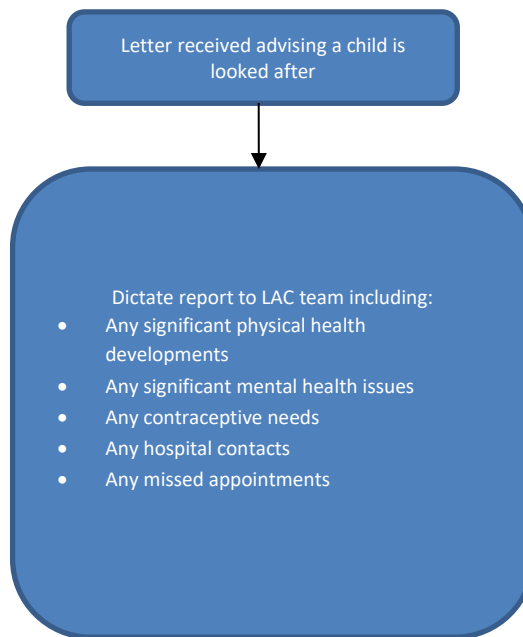 Letter received advising a child is
looked after
Dictate report to LAC team including:
• Any significant physical health
developments
• Any significant mental health issues
• Any contraceptive needs
• Any hospital contacts
• Any missed appointments